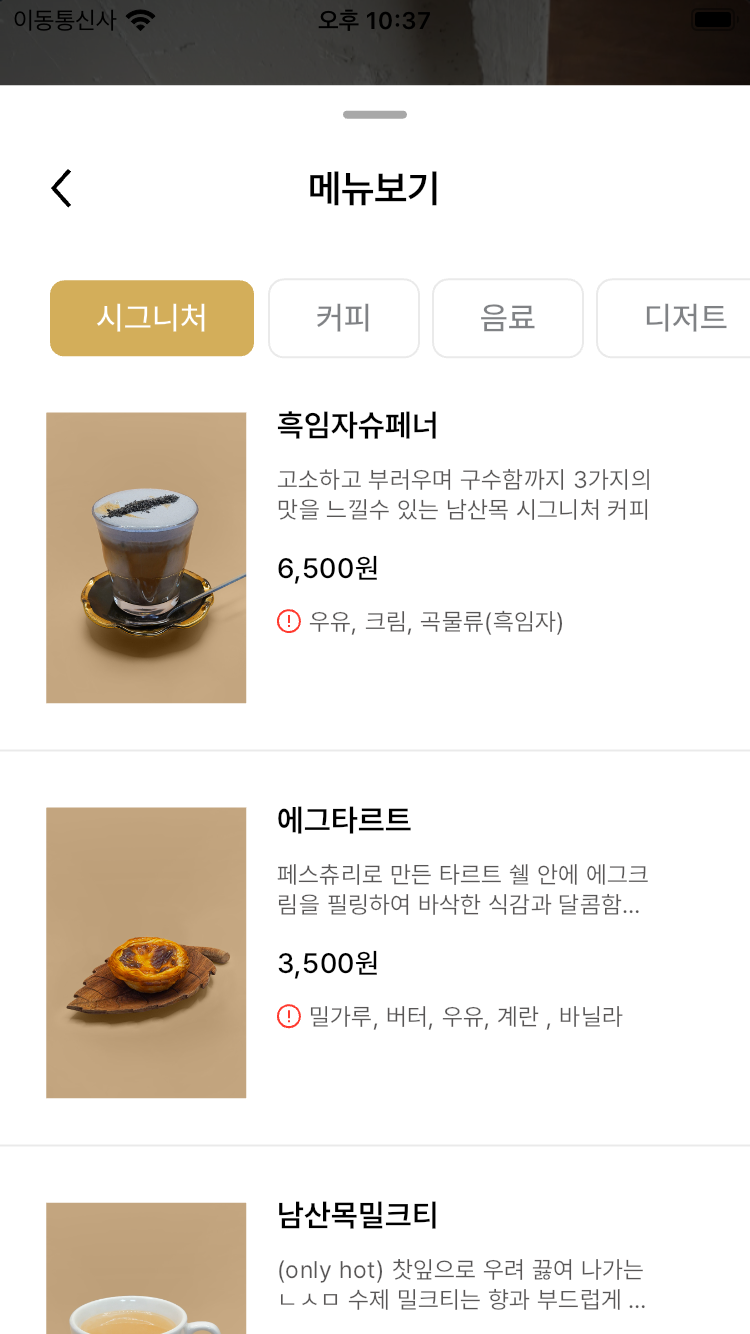 이동통신사
오후 10:37
메뉴보기
시그니처
커피
음료
디저트
흑임자슈페너
고소하고 부러우며 구수함까지 3가지의
맛을 느낄수 있는 남산목 시그니처 커피
6,500원
우유, 크림, 곡물류(흑임자)
에그타르트
페스츄리로 만든 타르트 쉘 안에 에그크
림을 필링하여 바삭한 식감과 달콤함...
3,500원
밀가루, 버터, 우유, 계란 , 바닐라
남산목밀크티
(only hot) 찻잎으로 우려 끓여 나가는
ㄴㅅㅁ 수제 밀크티는 향과 부드럽게 ...